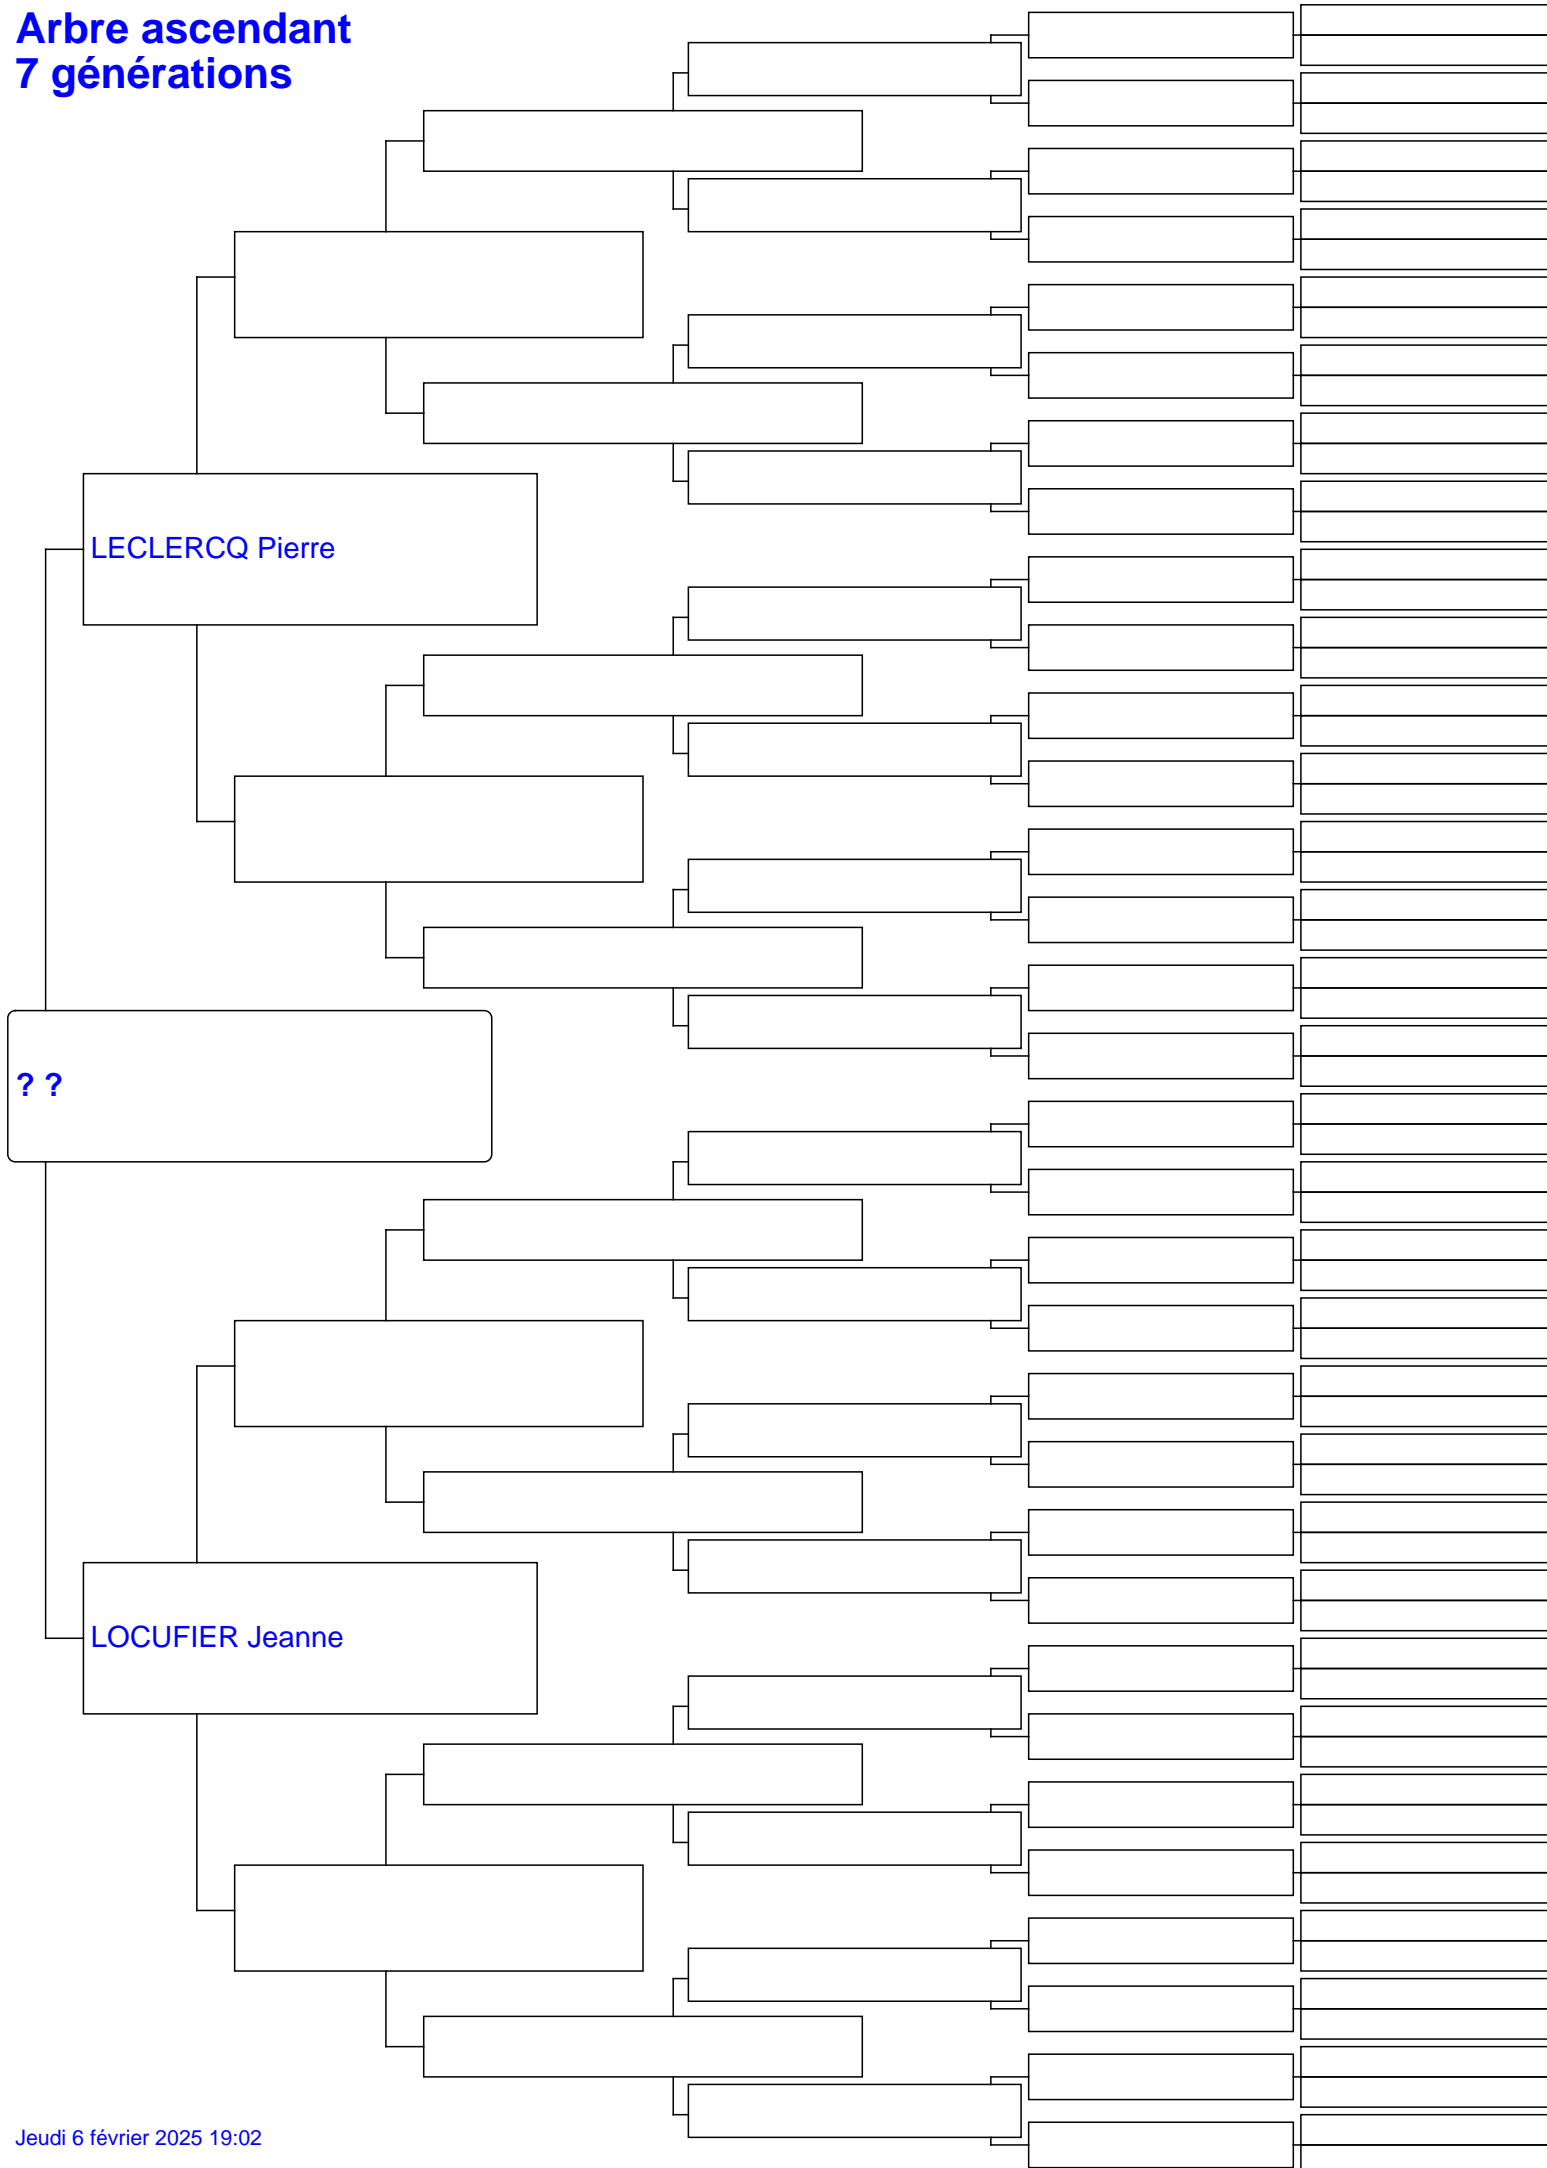 Arbre ascendant
7 générations
LECLERCQ Pierre
? ?
LOCUFIER Jeanne
Jeudi 6 février 2025 19:02